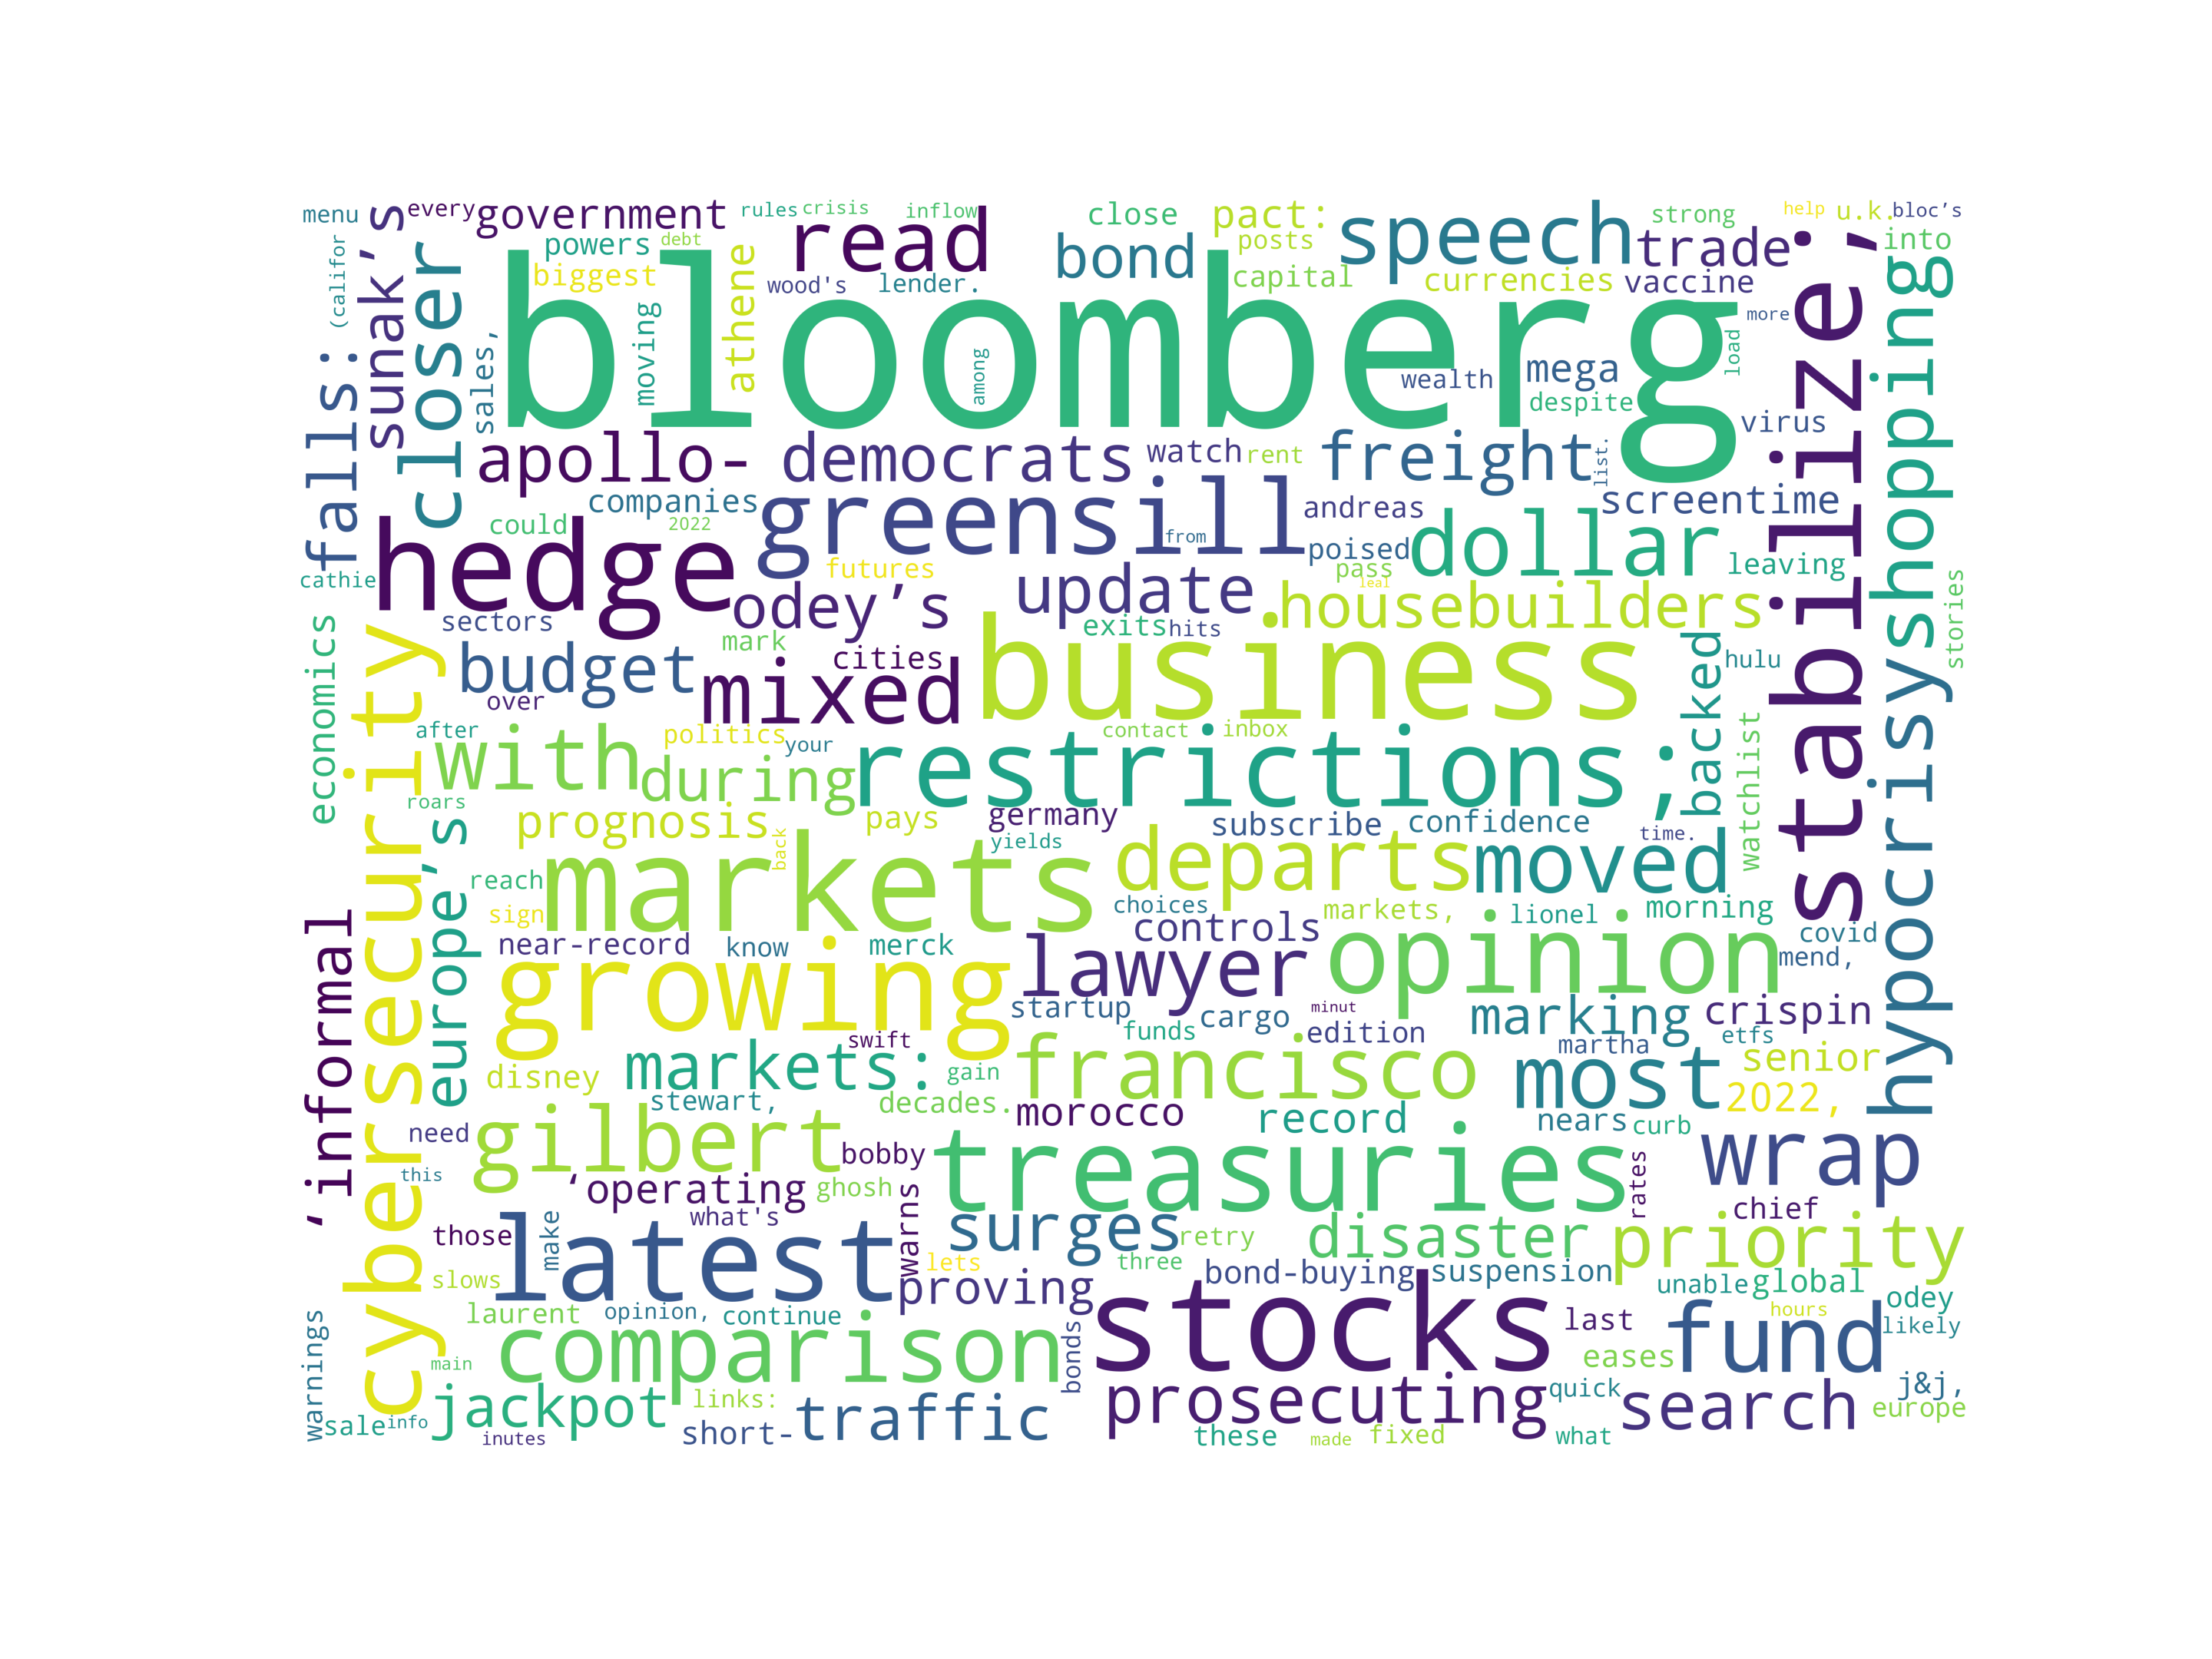 menu
every
government
rules
crisis
inflow
close
pact:
speech
strong
help
u.k.
bloc’s
(califor
sunak’s
closer
powers
debt
read
bond
posts
trade
into
biggest
athene
wood's
lender.
capital
currencies
vaccine
stabilize;’
shopping
falls:
sales,
moving
bloomberg
among
load
more
wealth
mega
despite
virus
apollo-
democrats
watch
rent
freight
list.
screentime
companies
could
2022
greensill
from
andreas
poised
dollar
leaving
cathie
hedge
futures
update
pass
leal
housebuilders
stories
economics
sectors
odey’s
exits
hits
cybersecurity
budget
mark
cities
mixed
business
backed
hulu
hypocrisy
over
after
with
politics
your
contact
inbox
watchlist
during
restrictions;
roars
europe’s
prognosis
pays
germany
subscribe
confidence
time.
back
markets
yields
departs
moved
reach
sign
choices
markets,
lionel
morning
‘informal
near-record
know
merck
controls
opinion
covid
mend,
growing
lawyer
startup
cargo
minut
marking
crispin
swift
funds
edition
martha
etfs
disney
markets:
gain
francisco
most
senior
2022,
stewart,
decades.
morocco
record
nears
curb
need
gilbert
bobby
treasuries
wrap
this
‘operating
ghosh
warns
rates
chief
those
make
what's
latest
surges
retry
disaster
priority
slows
lets
three
proving
bond-buying
suspension
unable
global
odey
warnings
laurent
opinion,
continue
bonds
stocks
last
fund
hours
likely
main
comparison
eases
sale
info
jackpot
links:
short-
traffic
prosecuting
quick
search
j&j,
europe
inutes
these
made
fixed
what